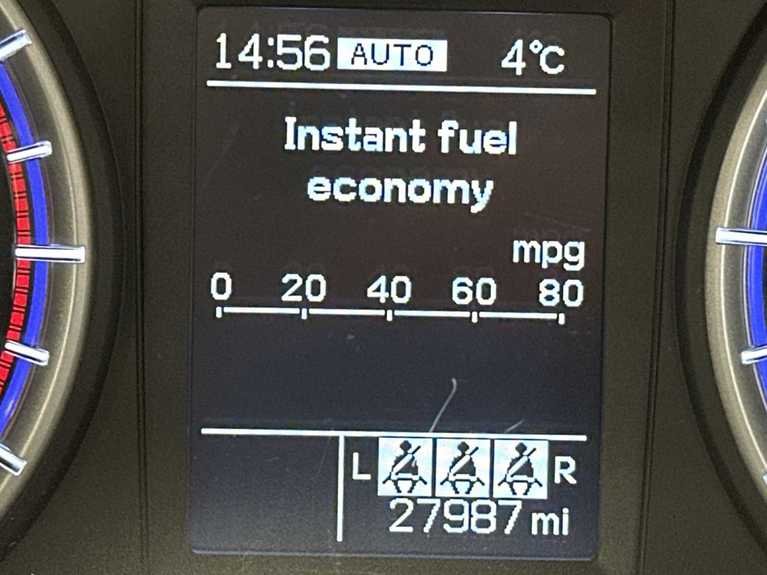 14:56 AUTO 4°C
Instant fuel
economy
mpg
0 20 40 60 80
L R
27987 mi